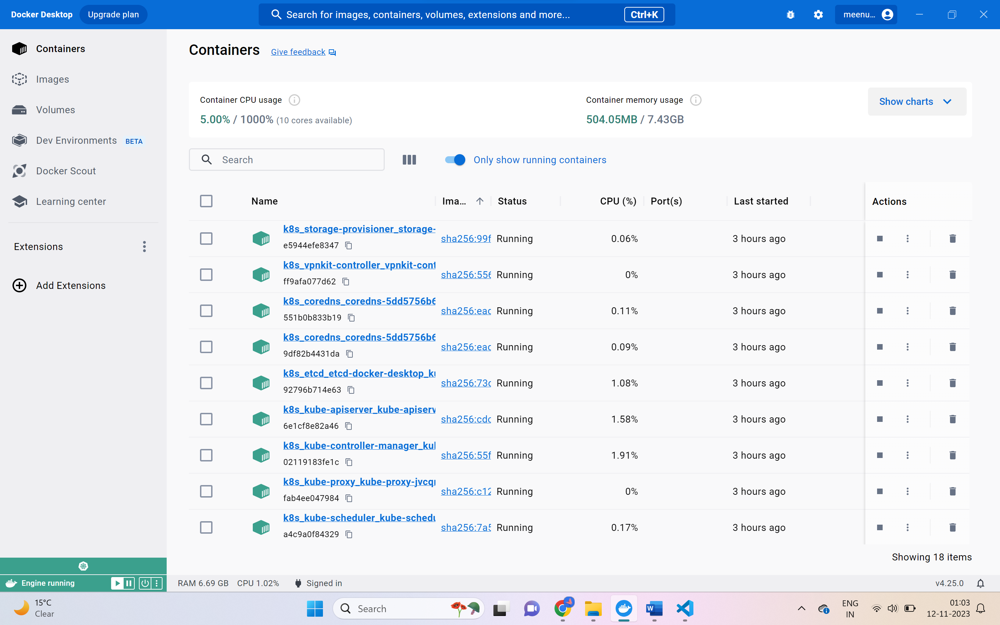 Docker Desktop Upgrade plan Search for images, containers, volumes, extensions and more... Ctrl+K meenu...
Containers
Images
Volumes
Dev Environments BETA
Docker Scout
Learning center
Extensions
Add Extensions
Containers Give feedback
Container CPU usage
5.00% / 1000% (10 cores available)
Container memory usage
504.05MB / 7.43GB
Show charts
Search
Only show running containers
Name Ima... Status CPU (%) Port(s) Last started Actions
k8s_storage-provisioner_storage-
e5944efe8347
sha256:99f Running 0.06% 3 hours ago
k8s_vpnkit-controller_vpnkit-cont
ff9afa077d62
sha256:556 Running 0% 3 hours ago
k8s_coredns_coredns-5dd5756b6
551b0b833b19
sha256:eac Running 0.11% 3 hours ago
k8s_coredns_coredns-5dd5756b6
9df82b4431da
sha256:eac Running 0.09% 3 hours ago
k8s_etcd_etcd-docker-desktop_ku
92796b714e63
sha256:73c Running 1.08% 3 hours ago
k8s_kube-apiserver_kube-apiserv
6e1cf8e82a46
sha256:cdc Running 1.58% 3 hours ago
k8s_kube-controller-manager_kul
02119183fe1c
sha256:55f Running 1.91% 3 hours ago
k8s_kube-proxy_kube-proxy-jvcqr
fab4ee047984
sha256:c12 Running 0% 3 hours ago
k8s_kube-scheduler_kube-schedu
a4c9a0f84329
sha256:7a5 Running 0.17% 3 hours ago
Showing 18 items
Engine running RAM 6.69 GB CPU 1.02% Signed in v4.25.0
15°C
Clear
Search
ENG
IN
01:03
12-11-2023